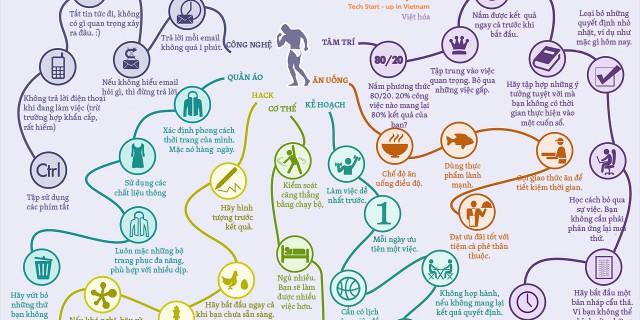 Tech Start - up in Vietnam
Việt hóa
Tắt tin tức đi, không
có gì quan trọng xảy
ra đâu. :)
Trả lời mỗi email
không quá 1 phút.
CÔNG NGHỆ
TÂM TRÍ
80/20
Nắm được kết quả
ngay cả trước khi
bắt đầu.
Loại bỏ những
quyết định nhỏ
nhặt, ví dụ như
mặc gì hôm nay.
Nếu không hiểu email
hỏi gì, thì đừng trả lời
QUẦN ÁO
ĂN UỐNG
Tập trung vào việc
quan trọng. Bỏ qua
những việc gấp.
Nắm phương thức
80/20. 20% công
việc nào mang lại
80% kết quả của
bạn?
Hãy tập hợp những ý
tưởng tuyệt vời mà
bạn không có thời
gian thực hiện vào
một cuốn sổ.
Không trả lời điện thoại
khi đang làm việc (trừ
trường hợp khẩn cấp,
rất hiếm)
HACK
CƠ THỂ
KẾ HOẠCH
Xác định phong cách
thời trang của mình.
Mặc nó hàng ngày.
Ctrl
Tập sử dụng
các phím tắt
Sử dụng các
chất liệu thông
Hãy hình
tượng trước
kết quả.
Kiểm soát
căng thẳng
bằng chạy bộ,
Làm việc dễ
nhất trước.
Chế độ ăn
uống điều độ.
Dùng thực
phẩm lành
mạnh.
Gọi giao thức ăn để
tiết kiệm thời gian.
Học cách bỏ qua
sự việc. Bạn
không cần phải
phản ứng lại mọi
thứ.
1
Mỗi ngày ưu
tiên một việc.
Đạt ưu đãi tốt với
tiệm cà phê thân
thuộc.
Luôn mặc những bộ
trang phục đa năng,
phù hợp với nhiều dịp.
Ngủ nhiều.
Bạn sẽ làm
được nhiều
việc hơn.
Hãy vứt bỏ
những thứ
bạn không
Hãy bắt đầu ngay cả
khi bạn chưa sẵn sàng.
Cần có lịch
Không họp hành,
nếu không mang lại
kết quả quyết định.
Hãy bắt đầu một
bản nháp cẩu thả.
Bạn không thể